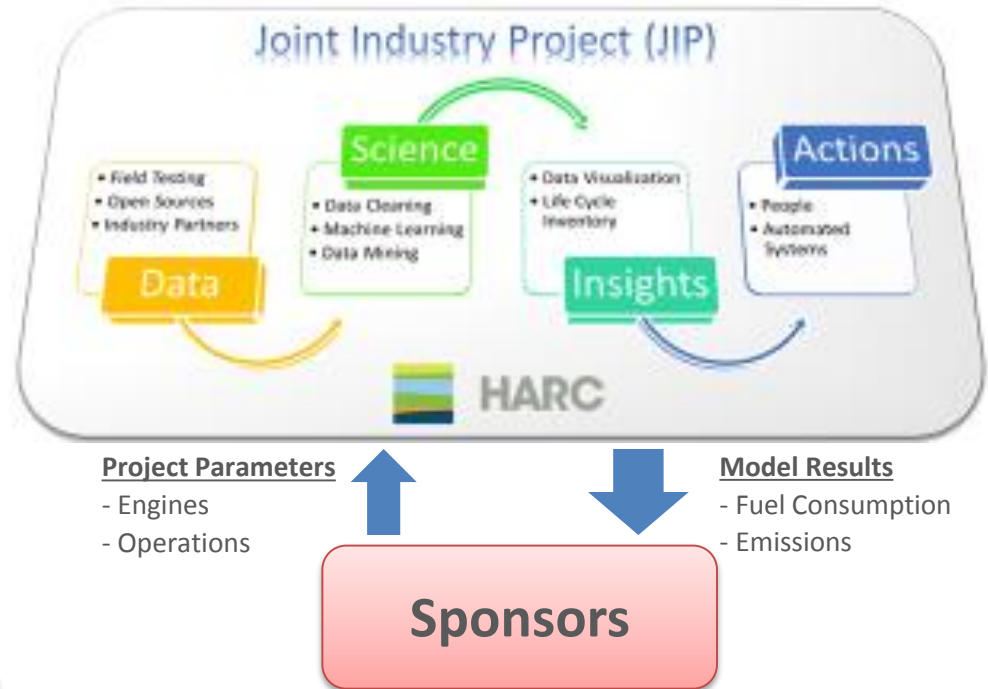 Joint Industry Project (JIP)
Science
Actions
• Field Testing
• Open Sources
• Industry Partners
Data
• Data Cleaning
• Machine Learning
• Data Mining
• Data Visualization
• Life Cycle
Inventory
Insights
• People
• Automated
Systems
HARC
Project Parameters
- Engines
- Operations
Model Results
- Fuel Consumption
- Emissions
Sponsors